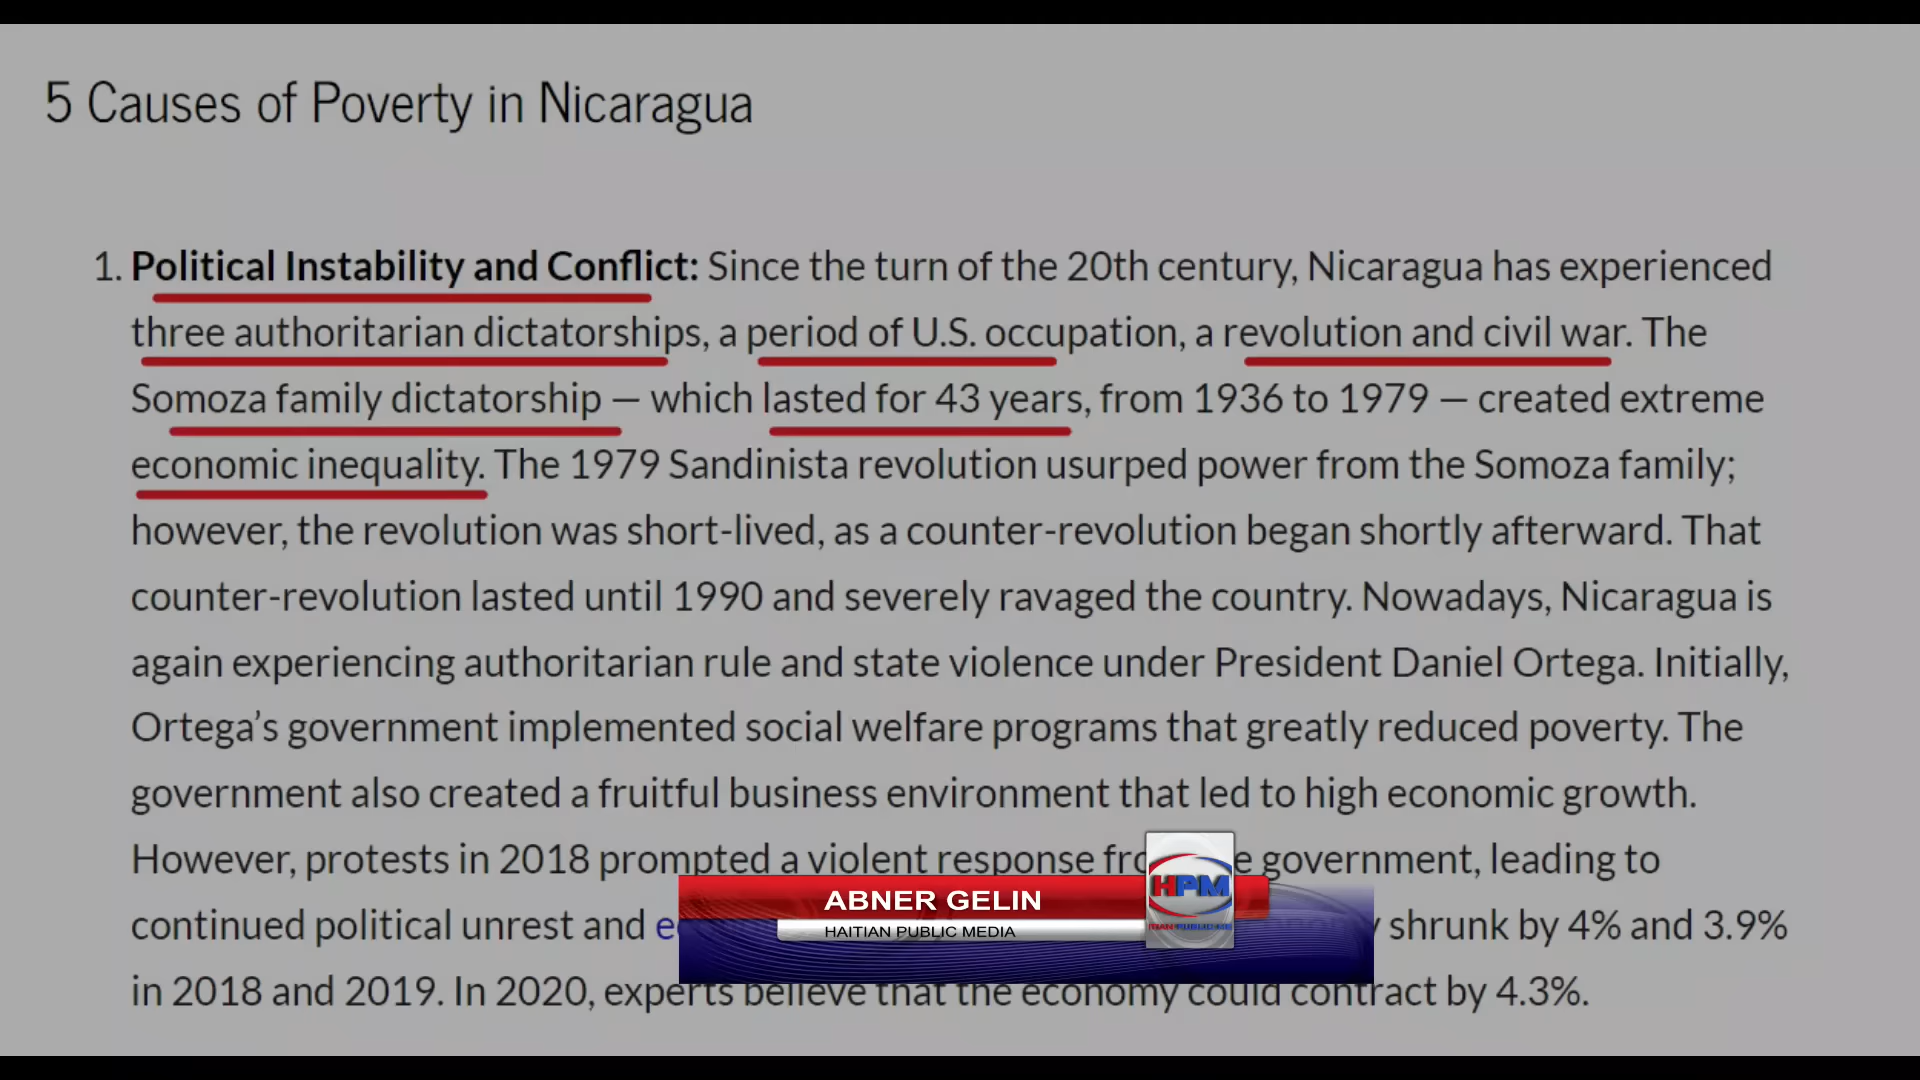 5 Causes of Poverty in Nicaragua
1. Political Instability and Conflict: Since the turn of the 20th century, Nicaragua has experienced
three authoritarian dictatorships, a period of U.S. occupation, a revolution and civil war. The
Somoza family dictatorship — which lasted for 43 years, from 1936 to 1979 — created extreme
economic inequality. The 1979 Sandinista revolution usurped power from the Somoza family;
however, the revolution was short-lived, as a counter-revolution began shortly afterward. That
counter-revolution lasted until 1990 and severely ravaged the country. Nowadays, Nicaragua is
again experiencing authoritarian rule and state violence under President Daniel Ortega. Initially,
Ortega's government implemented social welfare programs that greatly reduced poverty. The
government also created a fruitful business environment that led to high economic growth.
However, protests in 2018 prompted a violent response government, leading to
continued political unrest and shrunk by 4% and 3.9%
in 2018 and 2019. In 2020, experts believe that the economy could contract by 4.3%.
ABNER GELIN
HAITIAN PUBLIC MEDIA
HPM